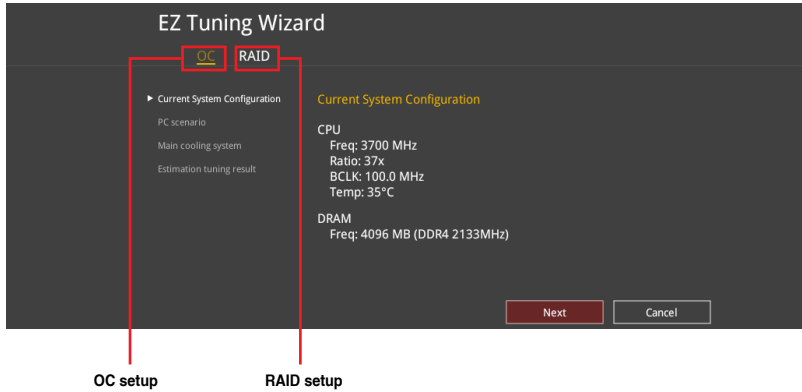 EZ Tuning Wizard
OC RAID
Current System Configuration
PC scenario
Main cooling system
Estimation tuning result
Current System Configuration
CPU
Freq: 3700 MHz
Ratio: 37x
BCLK: 100.0 MHz
Temp: 35°C
DRAM
Freq: 4096 MB (DDR4 2133MHz)
Next Cancel
OC setup RAID setup